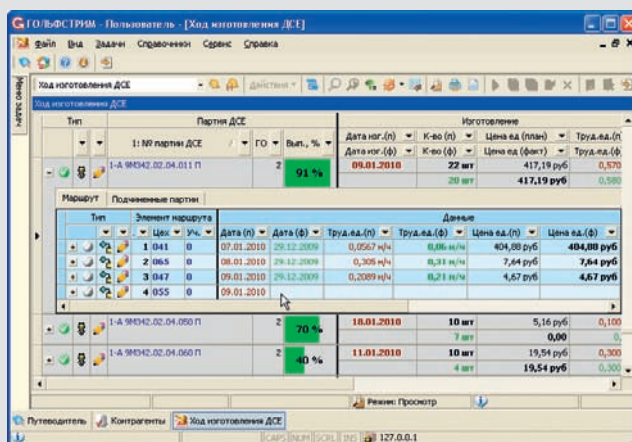 ГОЛЬФСТРИМ - Пользователь - [Ход изготовления ДСЕ]
Файл Вид Задачи Справочники Сервис Справка
Ход изготовления ДСЕ Действия
Меню задач
Ход изготовления ДСЕ
Тип Партия ДСЕ Изготовление
1: № партии ДСЕ ГО Вып., % Дата изг.(п) К-во (п) Цена ед (план) Труд.ед.(п)
Дата изг.(ф) К-во (ф) Цена ед (факт) Труд.ед.(ф)
1-А 9М342.02.04.011 П 2 91 % 09.01.2010 22 шт 417,19 руб 0,570
20 шт 417,19 руб 0,580
Маршрут Подчиненные партии
Тип Элемент маршрута Данные
Цех Уч. Дата (п) Дата (ф) Труд.ед.(п) Труд.ед.(ф) Цена ед.(п) Цена ед.(ф)
1 041 0 07.01.2010 29.12.2009 0,0567 н/ч 0,06 н/ч 404,88 руб 404,88 руб
2 065 0 08.01.2010 29.12.2009 0,305 н/ч 0,31 н/ч 7,64 руб 7,64 руб
3 047 0 09.01.2010 29.12.2009 0,2089 н/ч 0,21 н/ч 4,67 руб 4,67 руб
4 055 0 09.01.2010
1-А 9М342.02.04.050 П 2 70 % 18.01.2010 10 шт 5,16 руб 0,100
7 шт 0,00 0,
1-А 9М342.02.04.060 П 2 40 % 11.01.2010 10 шт 19,54 руб 0,300
4 шт 19,54 руб 0,300
Режим: Просмотр
Путеводитель Контрагенты Ход изготовления ДСЕ
CAPS NUM SCRL INS 127.0.0.1